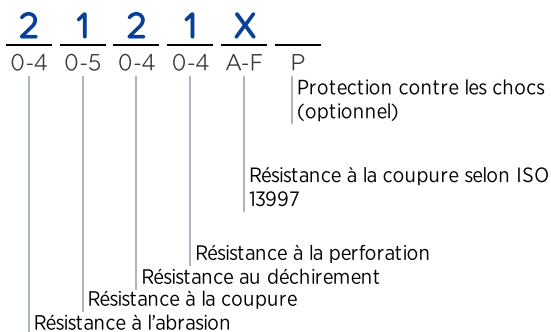 2 1 2 1 X
0-4 0-5 0-4 0-4 A-F P
Protection contre les chocs
(optionnel)
Résistance à la coupure selon ISO
13997
Résistance à la perforation
Résistance au déchirement
Résistance à la coupure
Résistance à l'abrasion